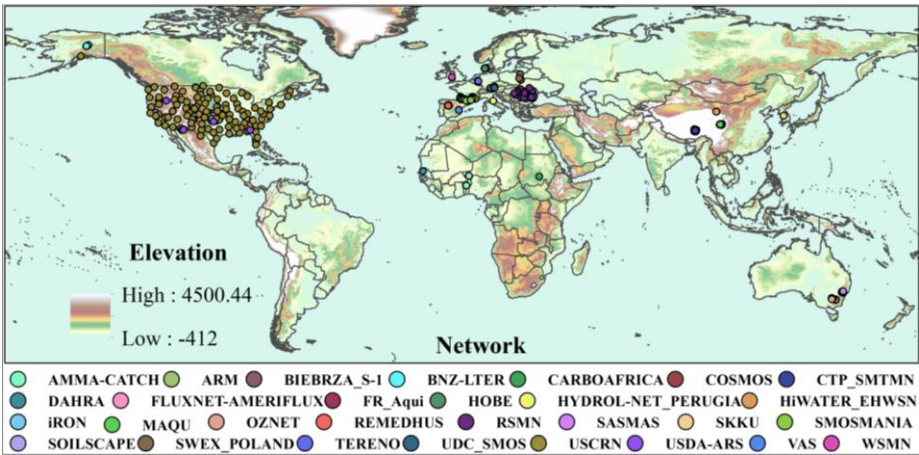 Elevation
High : 4500.44
Low : -412
Network
AMMA-CATCH ARM BIEBRZA_S-1 BNZ-LTER CARBOAFRICA COSMOS CTP_SMTMN
DAHRA FLUXNET-AMERIFLUX FR_Aqui HOBE HYDROL-NET_PERUGIA HiWATER_EHWSN
iRON MAQU OZNET REMEDHUS RSMN SASMAS SKKU SMOSMANIA
SOILSCAPE SWEX_POLAND TERENO UDC_SMOS USCRN USDA-ARS VAS WSMN